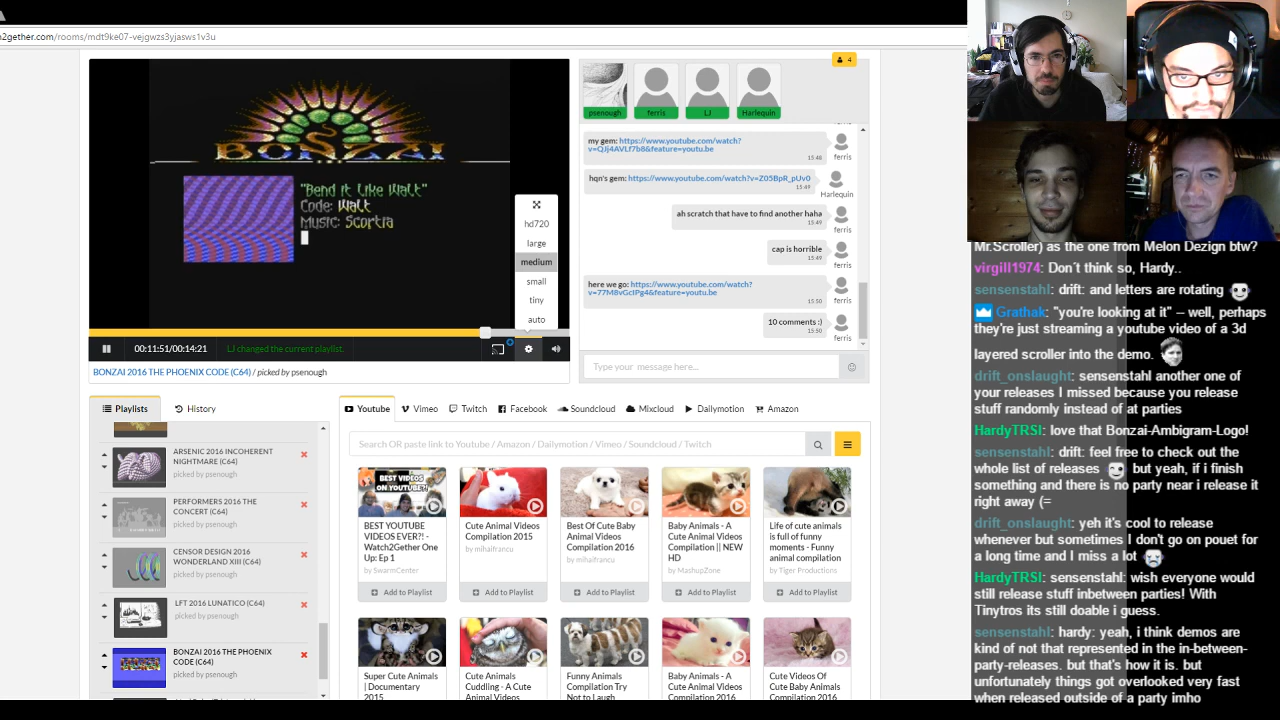 2gether.com/rooms/mdt9ke07-vejgwzs3yjasws1v3u
BONZAI
"Bend it Like Walt"
Code: Walt
Music: Scortia
hd720
large
medium
small
tiny
auto
00:11:51/00:14:21
LJ changed the current playlist.
BONZAI 2016 THE PHOENIX CODE (C64) / picked by psenough
4
psenough
ferris
LJ
Harlequin
ferris
my gem: https://www.youtube.com/watch?
v=QJj4AVLf7b8&feature=youtu.be
15:48
ferris
hqn's gem: https://www.youtube.com/watch?v=Z05BpR_pUv0
15:49
Harlequin
ah scratch that have to find another haha
15:49
ferris
cap is horrible
15:49
ferris
here we go: https://www.youtube.com/watch?
v=77M8vGcIPg4&feature=youtu.be
15:50
ferris
10 comments :)
15:50
ferris
Type your message here...
Playlists
History
ARSENIC 2016 INCOHERENT
NIGHTMARE (C64)
picked by psenough
PERFORMERS 2016 THE
CONCERT (C64)
picked by psenough
CENSOR DESIGN 2016
WONDERLAND XIII (C64)
picked by psenough
LFT 2016 LUNATICO (C64)
picked by psenough
BONZAI 2016 THE PHOENIX
CODE (C64)
picked by psenough
Youtube
Vimeo
Twitch
Facebook
Soundcloud
Mixcloud
Dailymotion
Amazon
Search OR paste link to Youtube / Amazon / Dailymotion / Vimeo / Soundcloud / Twitch
BEST VIDEOS
ON YOUTUBE?!
BEST YOUTUBE
VIDEOS EVER?! -
Watch2Gether One
Up: Ep 1
by SwarmCenter
Add to Playlist
Cute Animal Videos
Compilation 2015
by mihaifrancu
Add to Playlist
Best Of Cute Baby
Animal Videos
Compilation 2016
by mihaifrancu
Add to Playlist
Baby Animals - A
Cute Animal Videos
Compilation || NEW
HD
by MashupZone
Add to Playlist
Life of cute animals
is full of funny
moments - Funny
animal compilation
by Tiger Productions
Add to Playlist
Super Cute Animals
| Documentary
2015
Cute Animals
Cuddling - A Cute
Animal Videos
Funny Animals
Compilation Try
Not to Laugh
Baby Animals - A
Cute Animal Videos
Compilation 2016
Cute Videos Of
Cute Baby Animals
Compilation 2016
Mr.Scroller) as the one from Melon Dezign btw?
virgill1974: Don´t think so, Hardy..
sensenstahl: drift: and letters are rotating
Grathak: "you're looking at it" – well, perhaps
they're just streaming a youtube video of a 3d
layered scroller into the demo.
drift_onslaught: sensenstahl another one of
your releases I missed because you release
stuff randomly instead of at parties
HardyTRSI: love that Bonzai-Ambigram-Logo!
sensenstahl: drift: feel free to check out the
whole list of releases but yeah, if i finish
something and there is no party near i release it
right away (=
drift_onslaught: yeh it's cool to release
whenever but sometimes I don't go on pouet for
a long time and I miss a lot
HardyTRSI: sensenstahl: wish everyone would
still release stuff inbetween parties! With
Tinytros its still doable i guess.
sensenstahl: hardy: yeah, i think demos are
kind of not that represented in the in-between-
party-releases. but that's how it is. but
unfortunately things got overlooked very fast
when released outside of a party imho